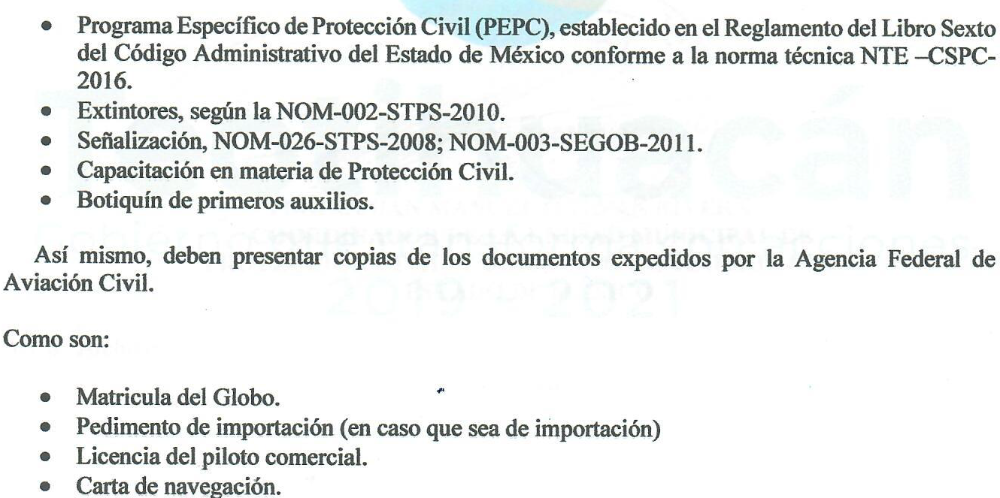 • Programa Específico de Protección Civil (PEPC), establecido en el Reglamento del Libro Sexto
del Código Administrativo del Estado de México conforme a la norma técnica NTE –CSPC-
2016.
• Extintores, según la NOM-002-STPS-2010.
• Señalización, NOM-026-STPS-2008; NOM-003-SEGOB-2011.
• Capacitación en materia de Protección Civil.
• Botiquín de primeros auxilios.
Así mismo, deben presentar copias de los documentos expedidos por la Agencia Federal de
Aviación Civil.
Como son:
• Matricula del Globo.
• Pedimento de importación (en caso que sea de importación)
• Licencia del piloto comercial.
• Carta de navegación.
2019 - 2021